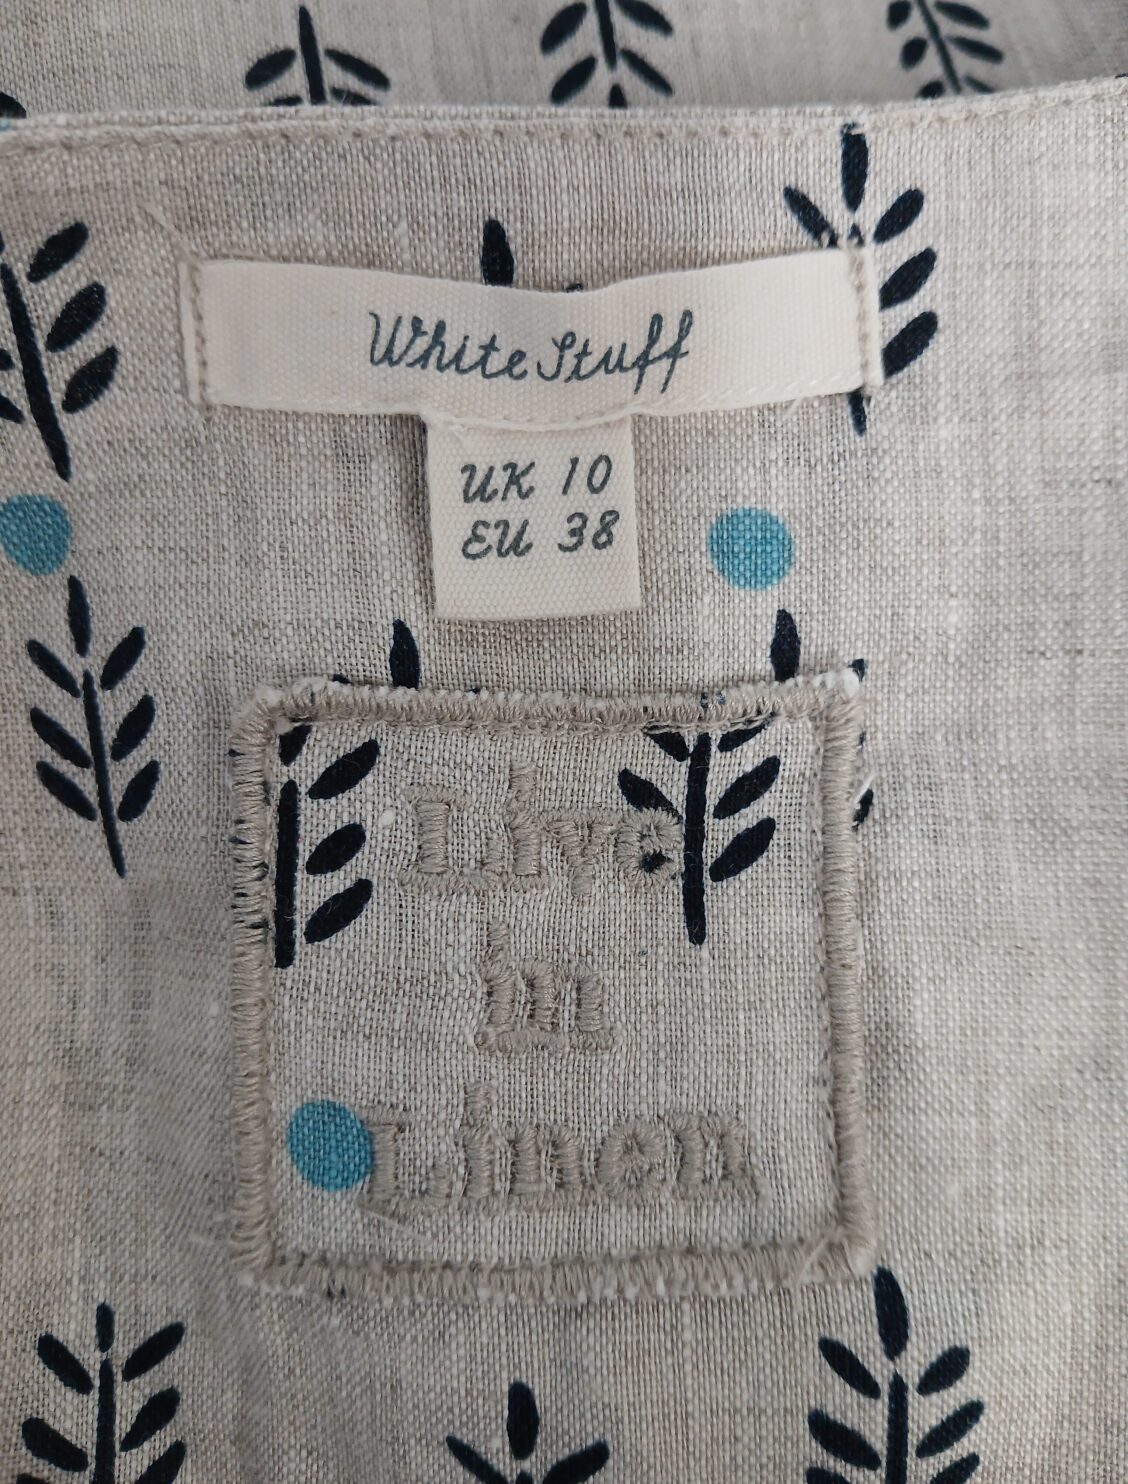 White Stuff
UK 10
EU 38
Live
in
Linen